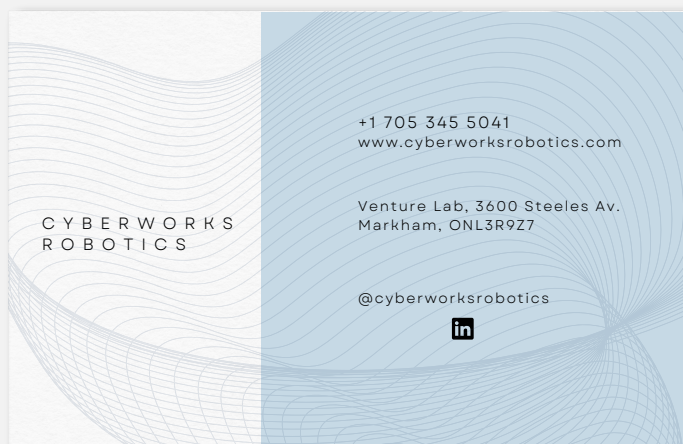 CYBERWORKS
ROBOTICS
+1 705 345 5041
www.cyberworksrobotics.com
Venture Lab, 3600 Steeles Av.
Markham, ONL3R9Z7
@cyberworksrobotics
in